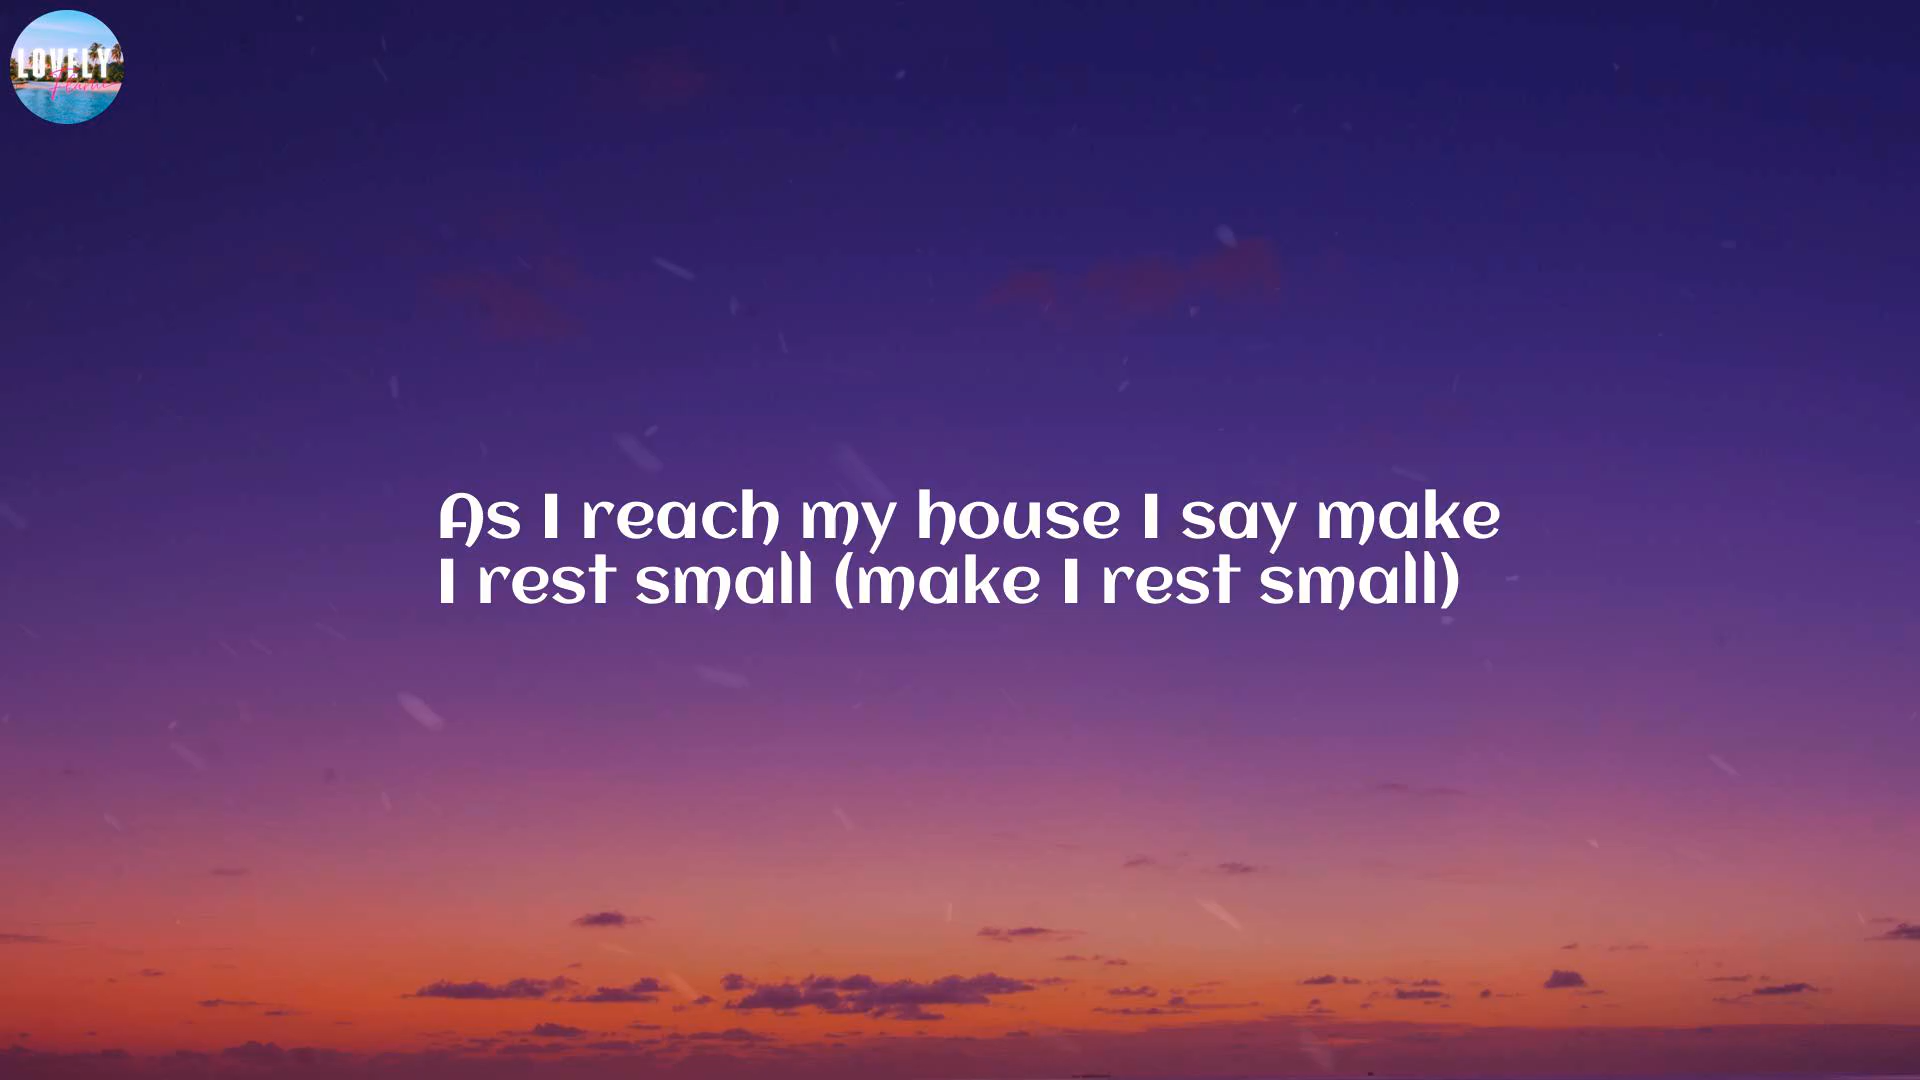 LOVELY
As I reach my house I say make
I rest small (make I rest small)